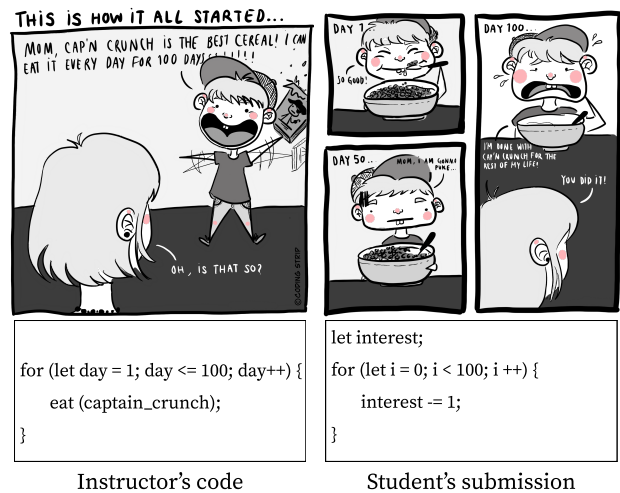 THIS IS HOW IT ALL STARTED...
MOM, CAP'N CRUNCH IS THE BEST CEREAL! I CAN
EAT IT EVERY DAY FOR 100 DAYS!!!!!!!
OH, IS THAT SO?
©CODING STRIP
DAY 1
SO GOOD!
DAY 50..
MOM, I AM GONNA
PUKE...
DAY 100...
I'M DONE WITH
CAP'N CRUNCH FOR THE
REST OF MY LIFE!
YOU DID IT!
for (let day = 1; day <= 100; day++) {
eat (captain_crunch);
}
Instructor's code
let interest;
for (let i = 0; i < 100; i ++) {
interest -= 1;
}
Student's submission